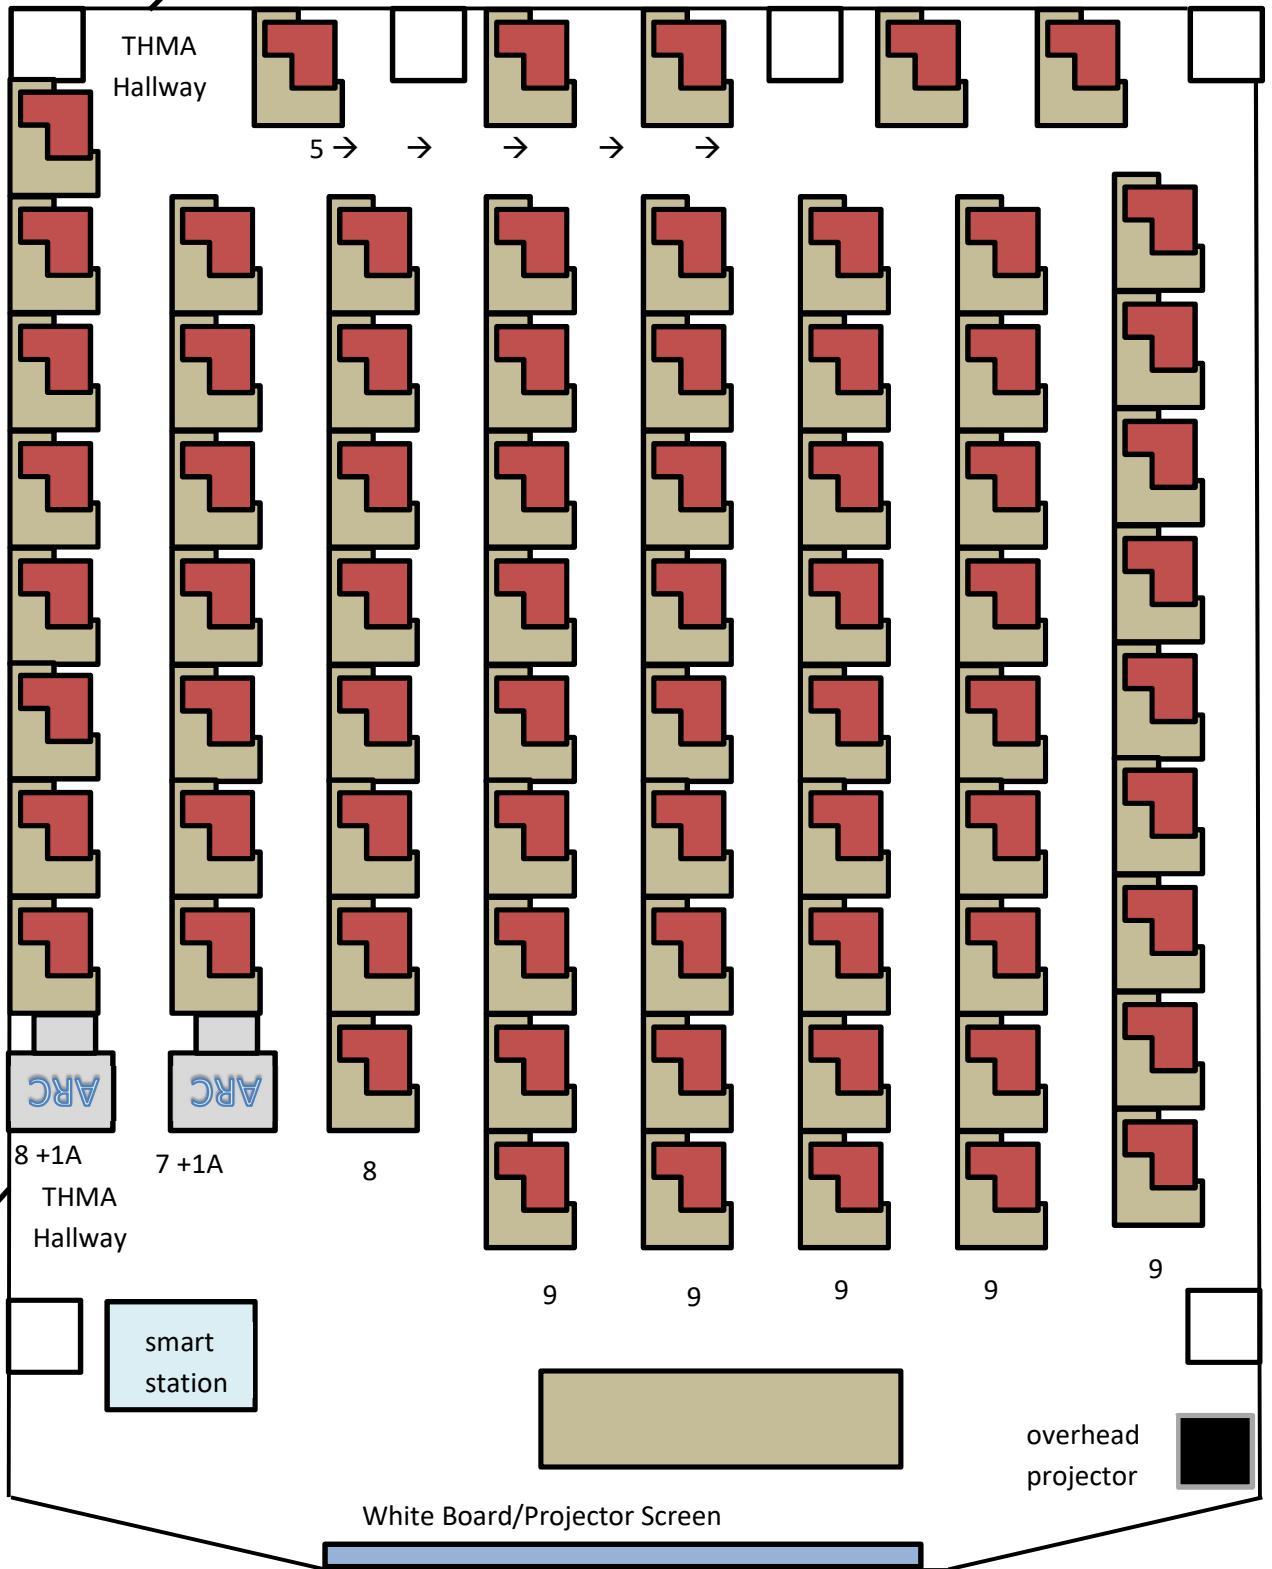 THMA
Hallway
5 → → → → →
ARC ARC
8 +1A
7 +1A
8
THMA
Hallway
9
9
9
9
9
smart
station
overhead
projector
White Board/Projector Screen